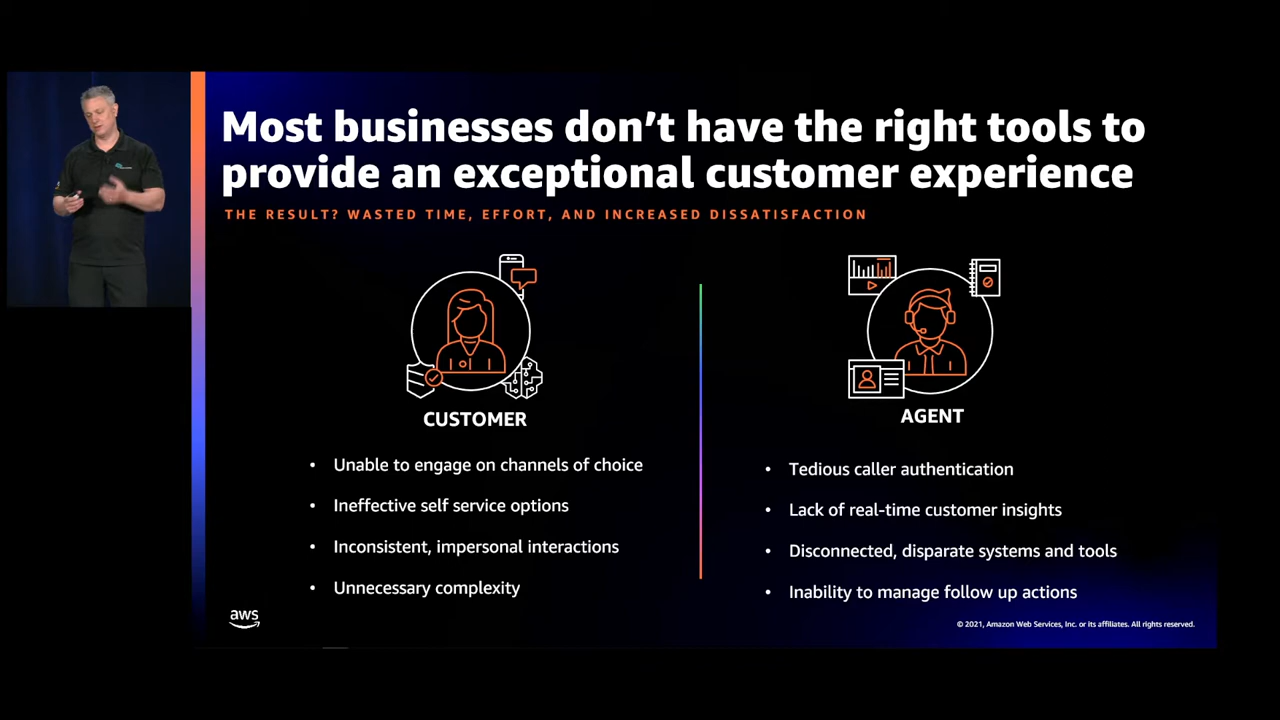 Most businesses don't have the right tools to
provide an exceptional customer experience
THE RESULT? WASTED TIME, EFFORT, AND INCREASED DISSATISFACTION
CUSTOMER
• Unable to engage on channels of choice
• Ineffective self service options
• Inconsistent, impersonal interactions
• Unnecessary complexity
AGENT
• Tedious caller authentication
• Lack of real-time customer insights
• Disconnected, disparate systems and tools
• Inability to manage follow up actions
aws
© 2021, Amazon Web Services, Inc. or its affiliates. All rights reserved.